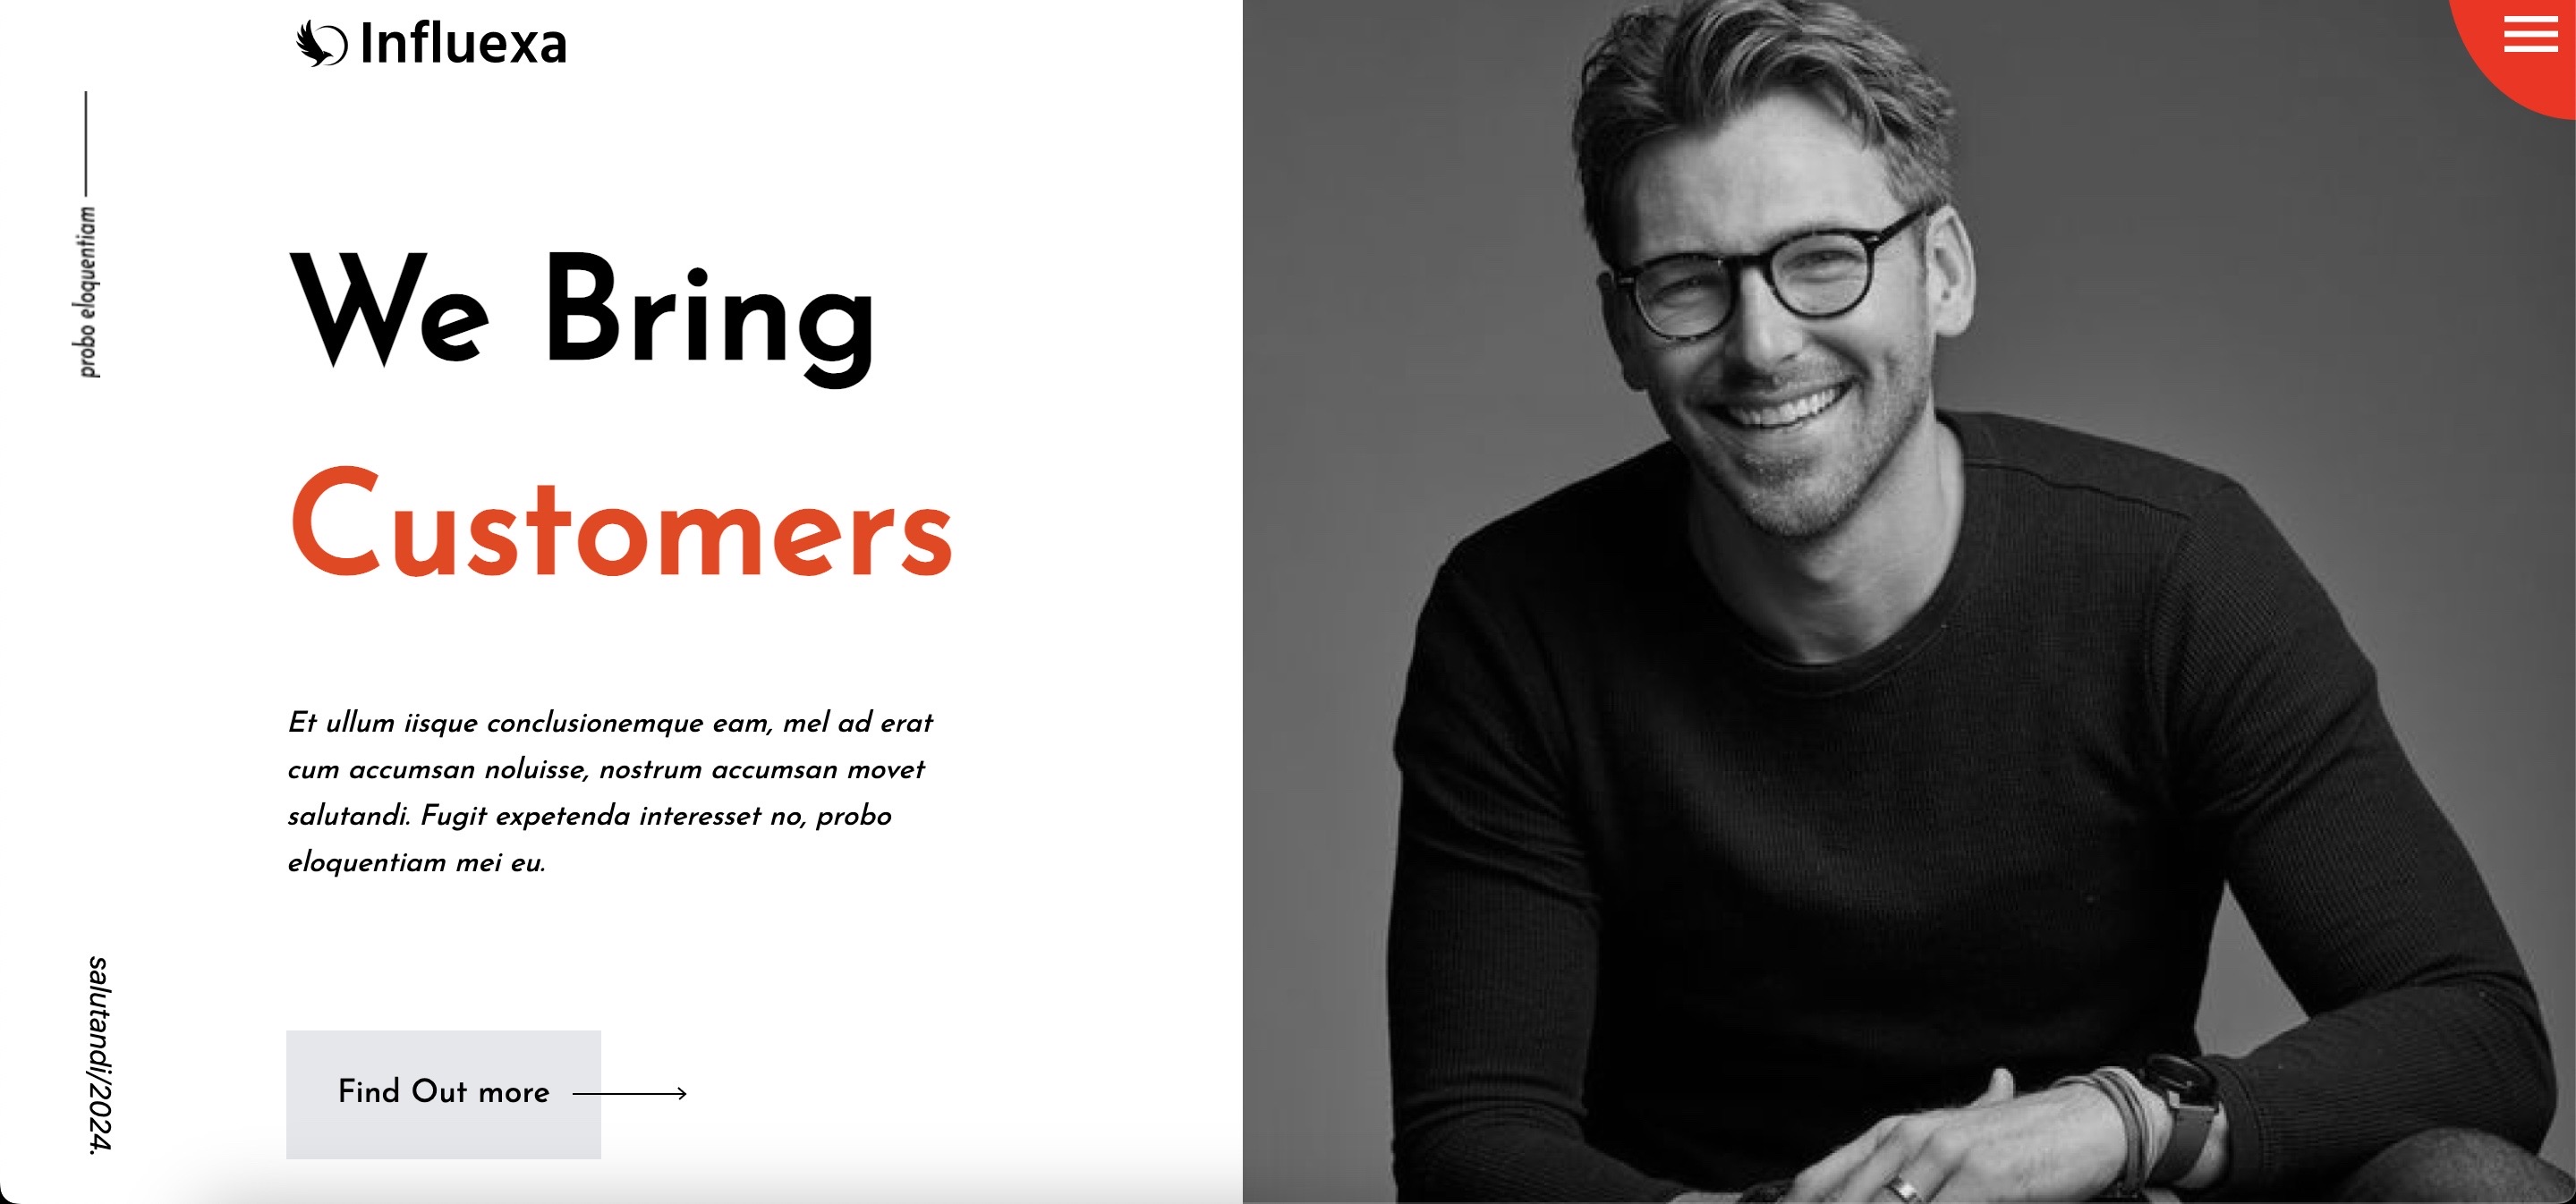 Influexa
probo eloquentiam
We Bring
Customers
Et ullum iisque conclusionemque eam, mel ad erat
cum accumsan noluisse, nostrum accumsan movet
salutandi. Fugit expetenda interesset no, probo
eloquentiam mei eu.
salutandi/2024.
Find Out more